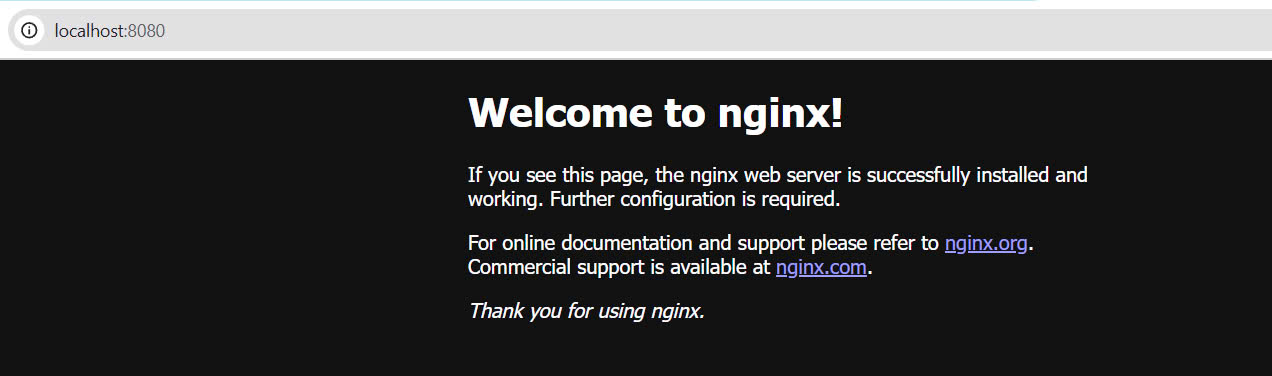 localhost:8080
Welcome to nginx!
If you see this page, the nginx web server is successfully installed and
working. Further configuration is required.
For online documentation and support please refer to nginx.org.
Commercial support is available at nginx.com.
Thank you for using nginx.